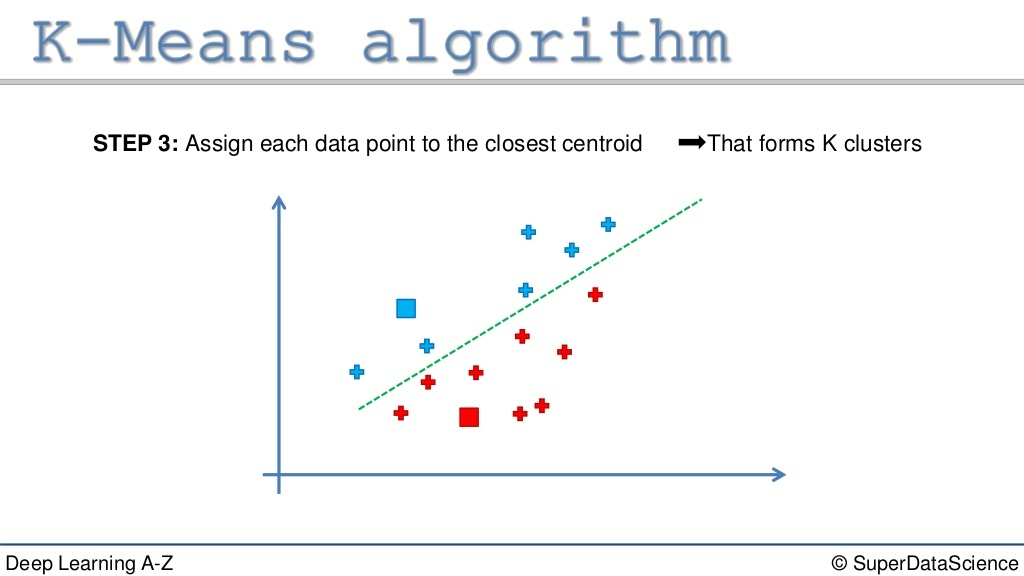 K-Means algorithm
STEP 3: Assign each data point to the closest centroid ➡That forms K clusters
Deep Learning A-Z
© SuperDataScience